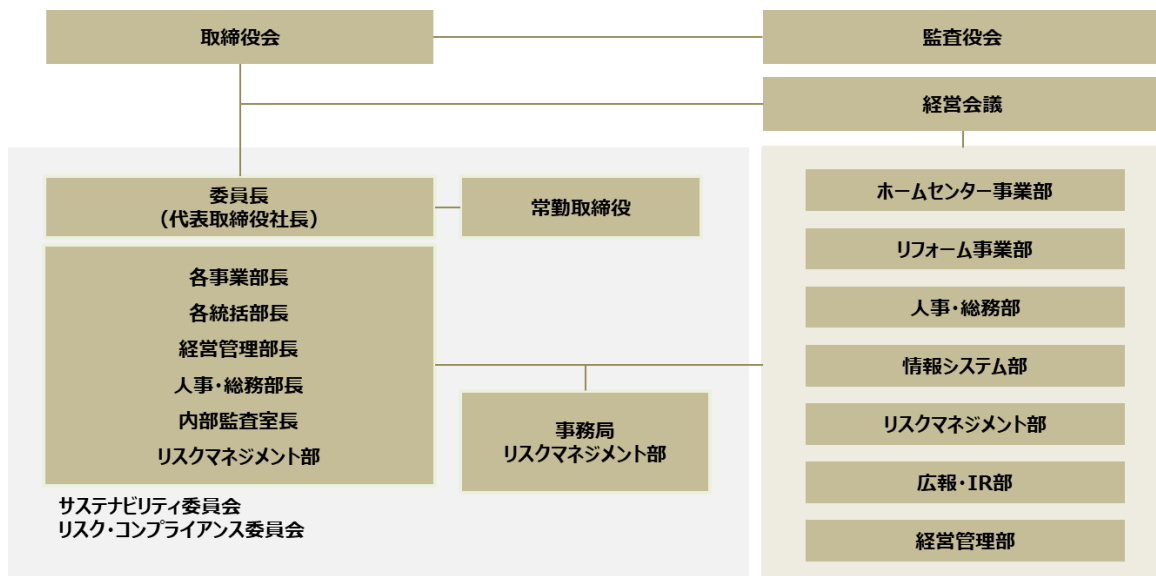 取締役会
監査役会
経営会議
委員長
（代表取締役社長）
常勤取締役
各事業部長
各統括部長
経営管理部長
人事・総務部長
内部監査室長
リスクマネジメント部
事務局
リスクマネジメント部
サステナビリティ委員会
リスク・コンプライアンス委員会
ホームセンター事業部
リフォーム事業部
人事・総務部
情報システム部
リスクマネジメント部
広報・IR部
経営管理部